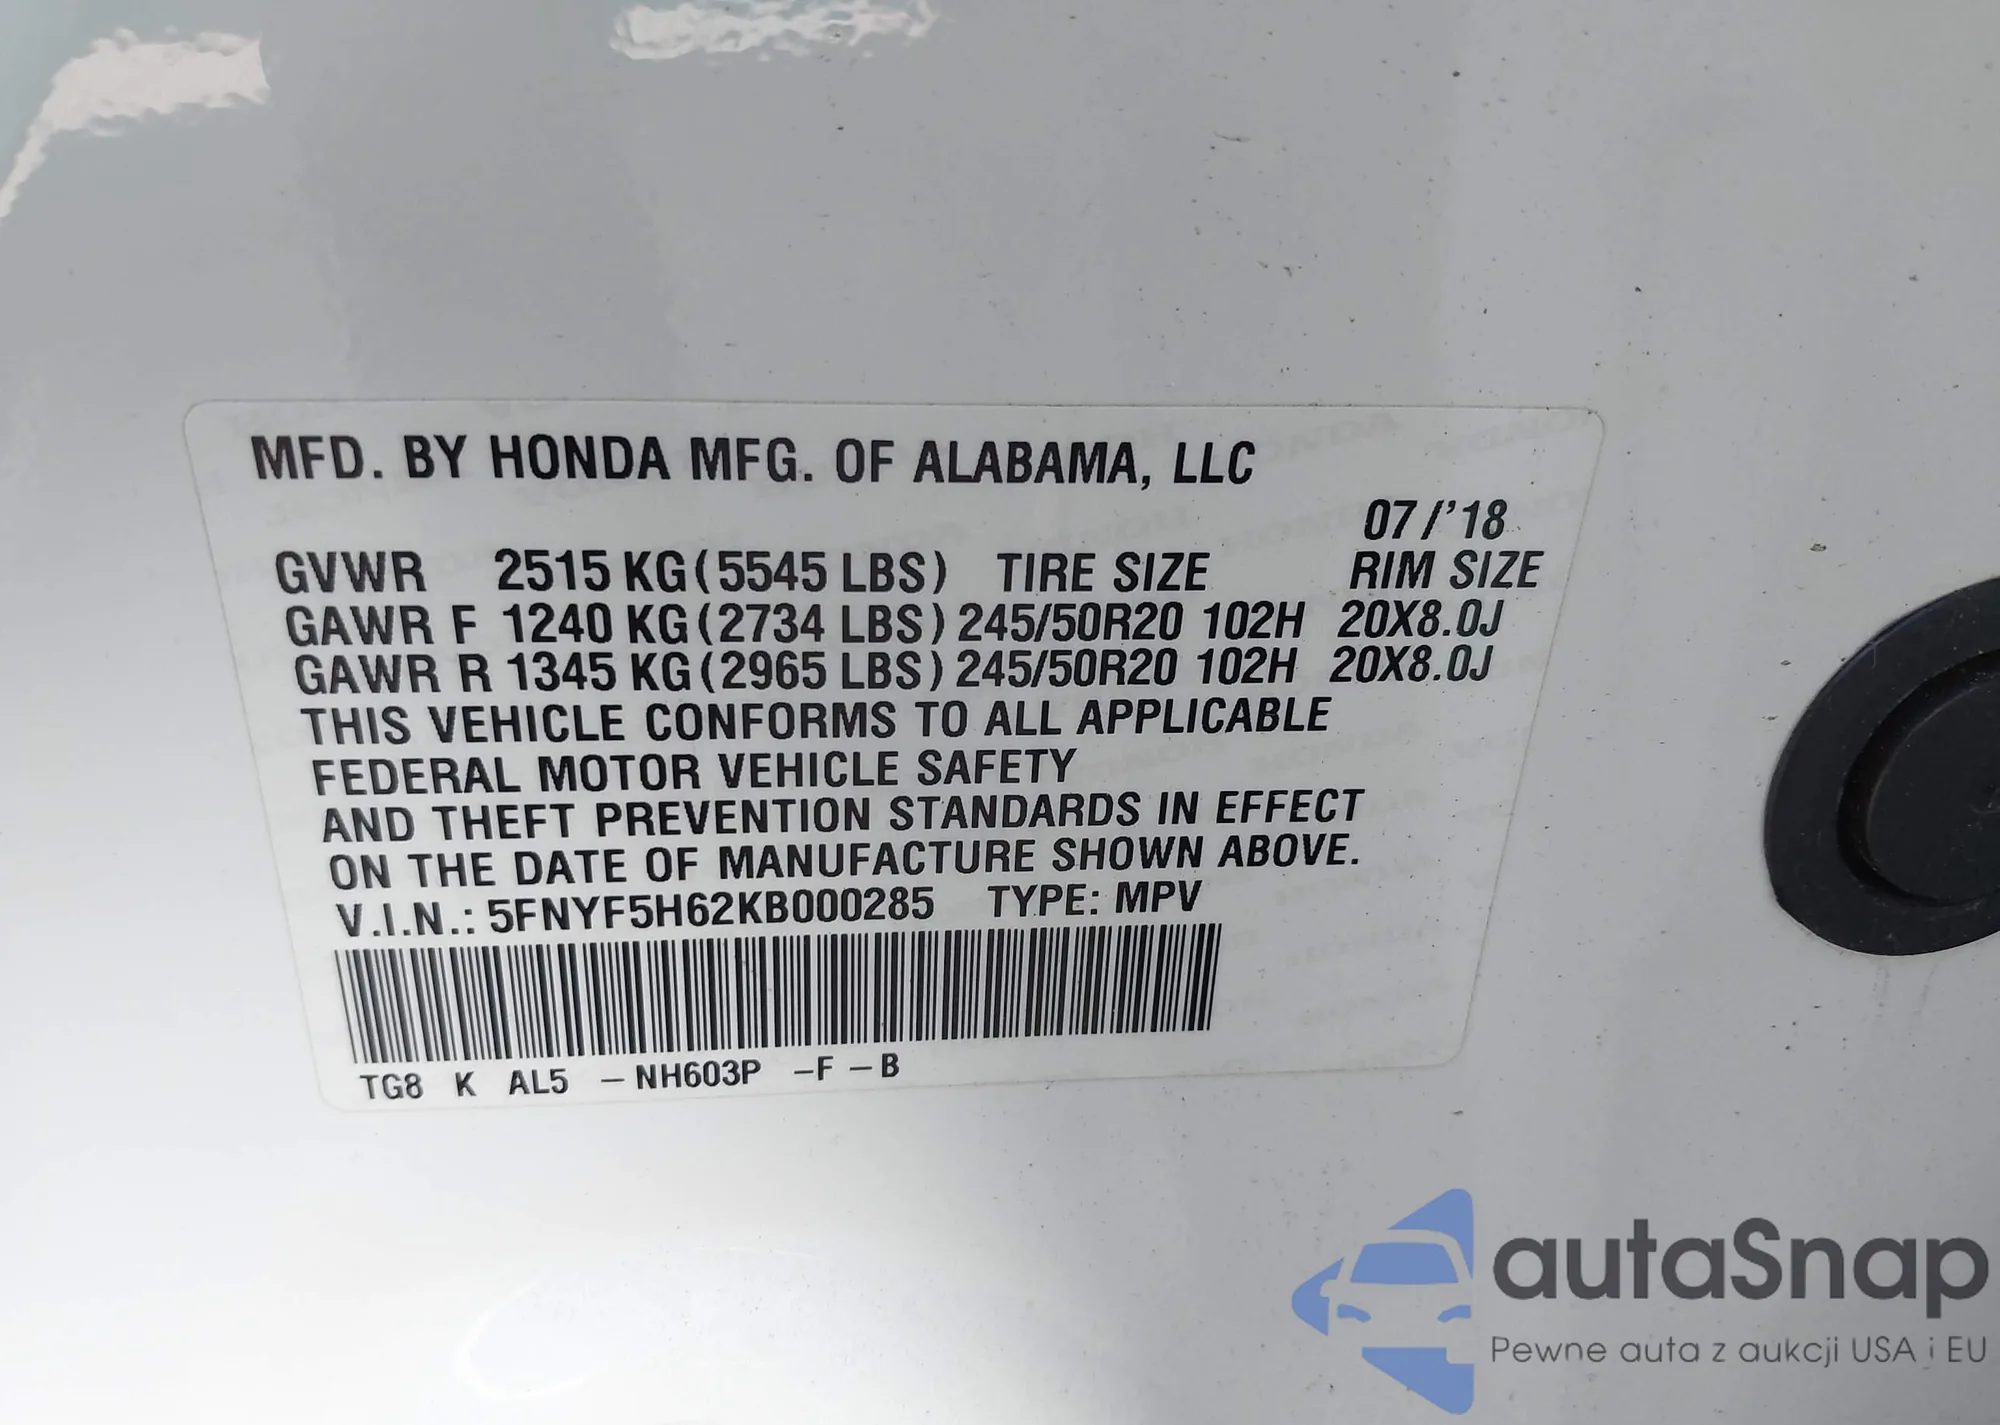 MFD. BY HONDA MFG. OF ALABAMA, LLC
07/'18
GVWR 2515 KG(5545 LBS) TIRE SIZE RIM SIZE
GAWR F 1240 KG(2734 LBS) 245/50R20 102H 20X8.0J
GAWR R 1345 KG(2965 LBS) 245/50R20 102H 20X8.0J
THIS VEHICLE CONFORMS TO ALL APPLICABLE
FEDERAL MOTOR VEHICLE SAFETY
AND THEFT PREVENTION STANDARDS IN EFFECT
ON THE DATE OF MANUFACTURE SHOWN ABOVE.
V.I.N.: 5FNYF5H62KB000285 TYPE: MPV
TG8 K AL5 –NH603P –F –B
autaSnap
Pewne auta z aukcji USA i EU